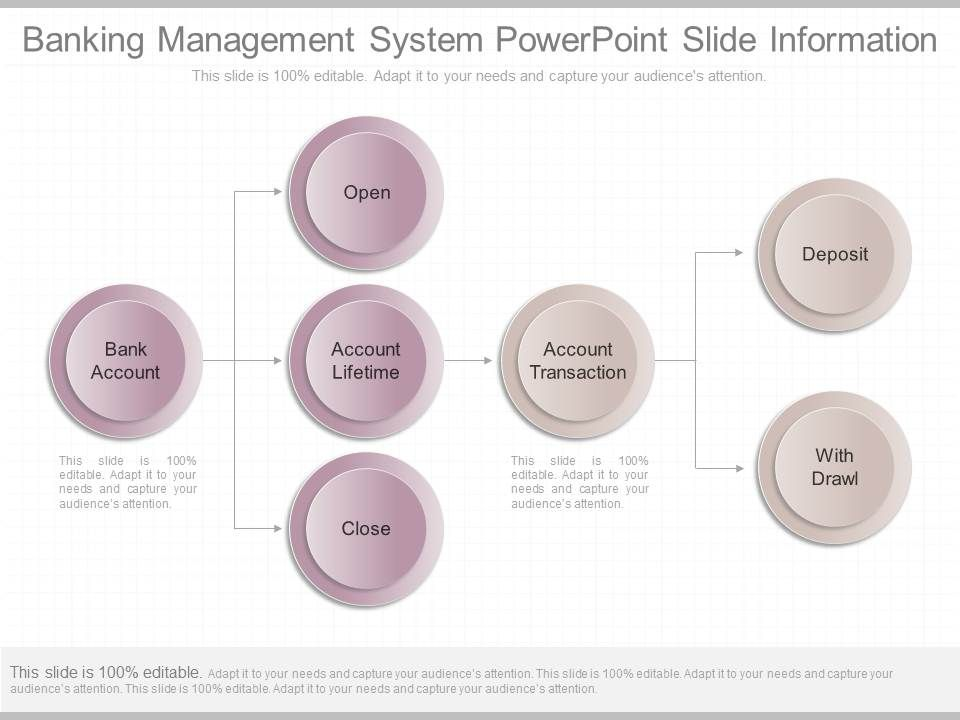 Banking Management System PowerPoint Slide Information
This slide is 100% editable. Adapt it to your needs and capture your audience's attention.
Open
Deposit
Bank
Account
Account
Lifetime
Account
Transaction
This slide is 100%
editable. Adapt it to your
needs and capture your
audience's attention.
This slide is 100%
editable. Adapt it to your
needs and capture your
audience's attention.
With
Drawl
Close
This slide is 100% editable. Adapt it to your needs and capture your audience's attention. This slide is 100% editable. Adapt it to your needs and capture your
audience's attention. This slide is 100% editable. Adapt it to your needs and capture your audience's attention.